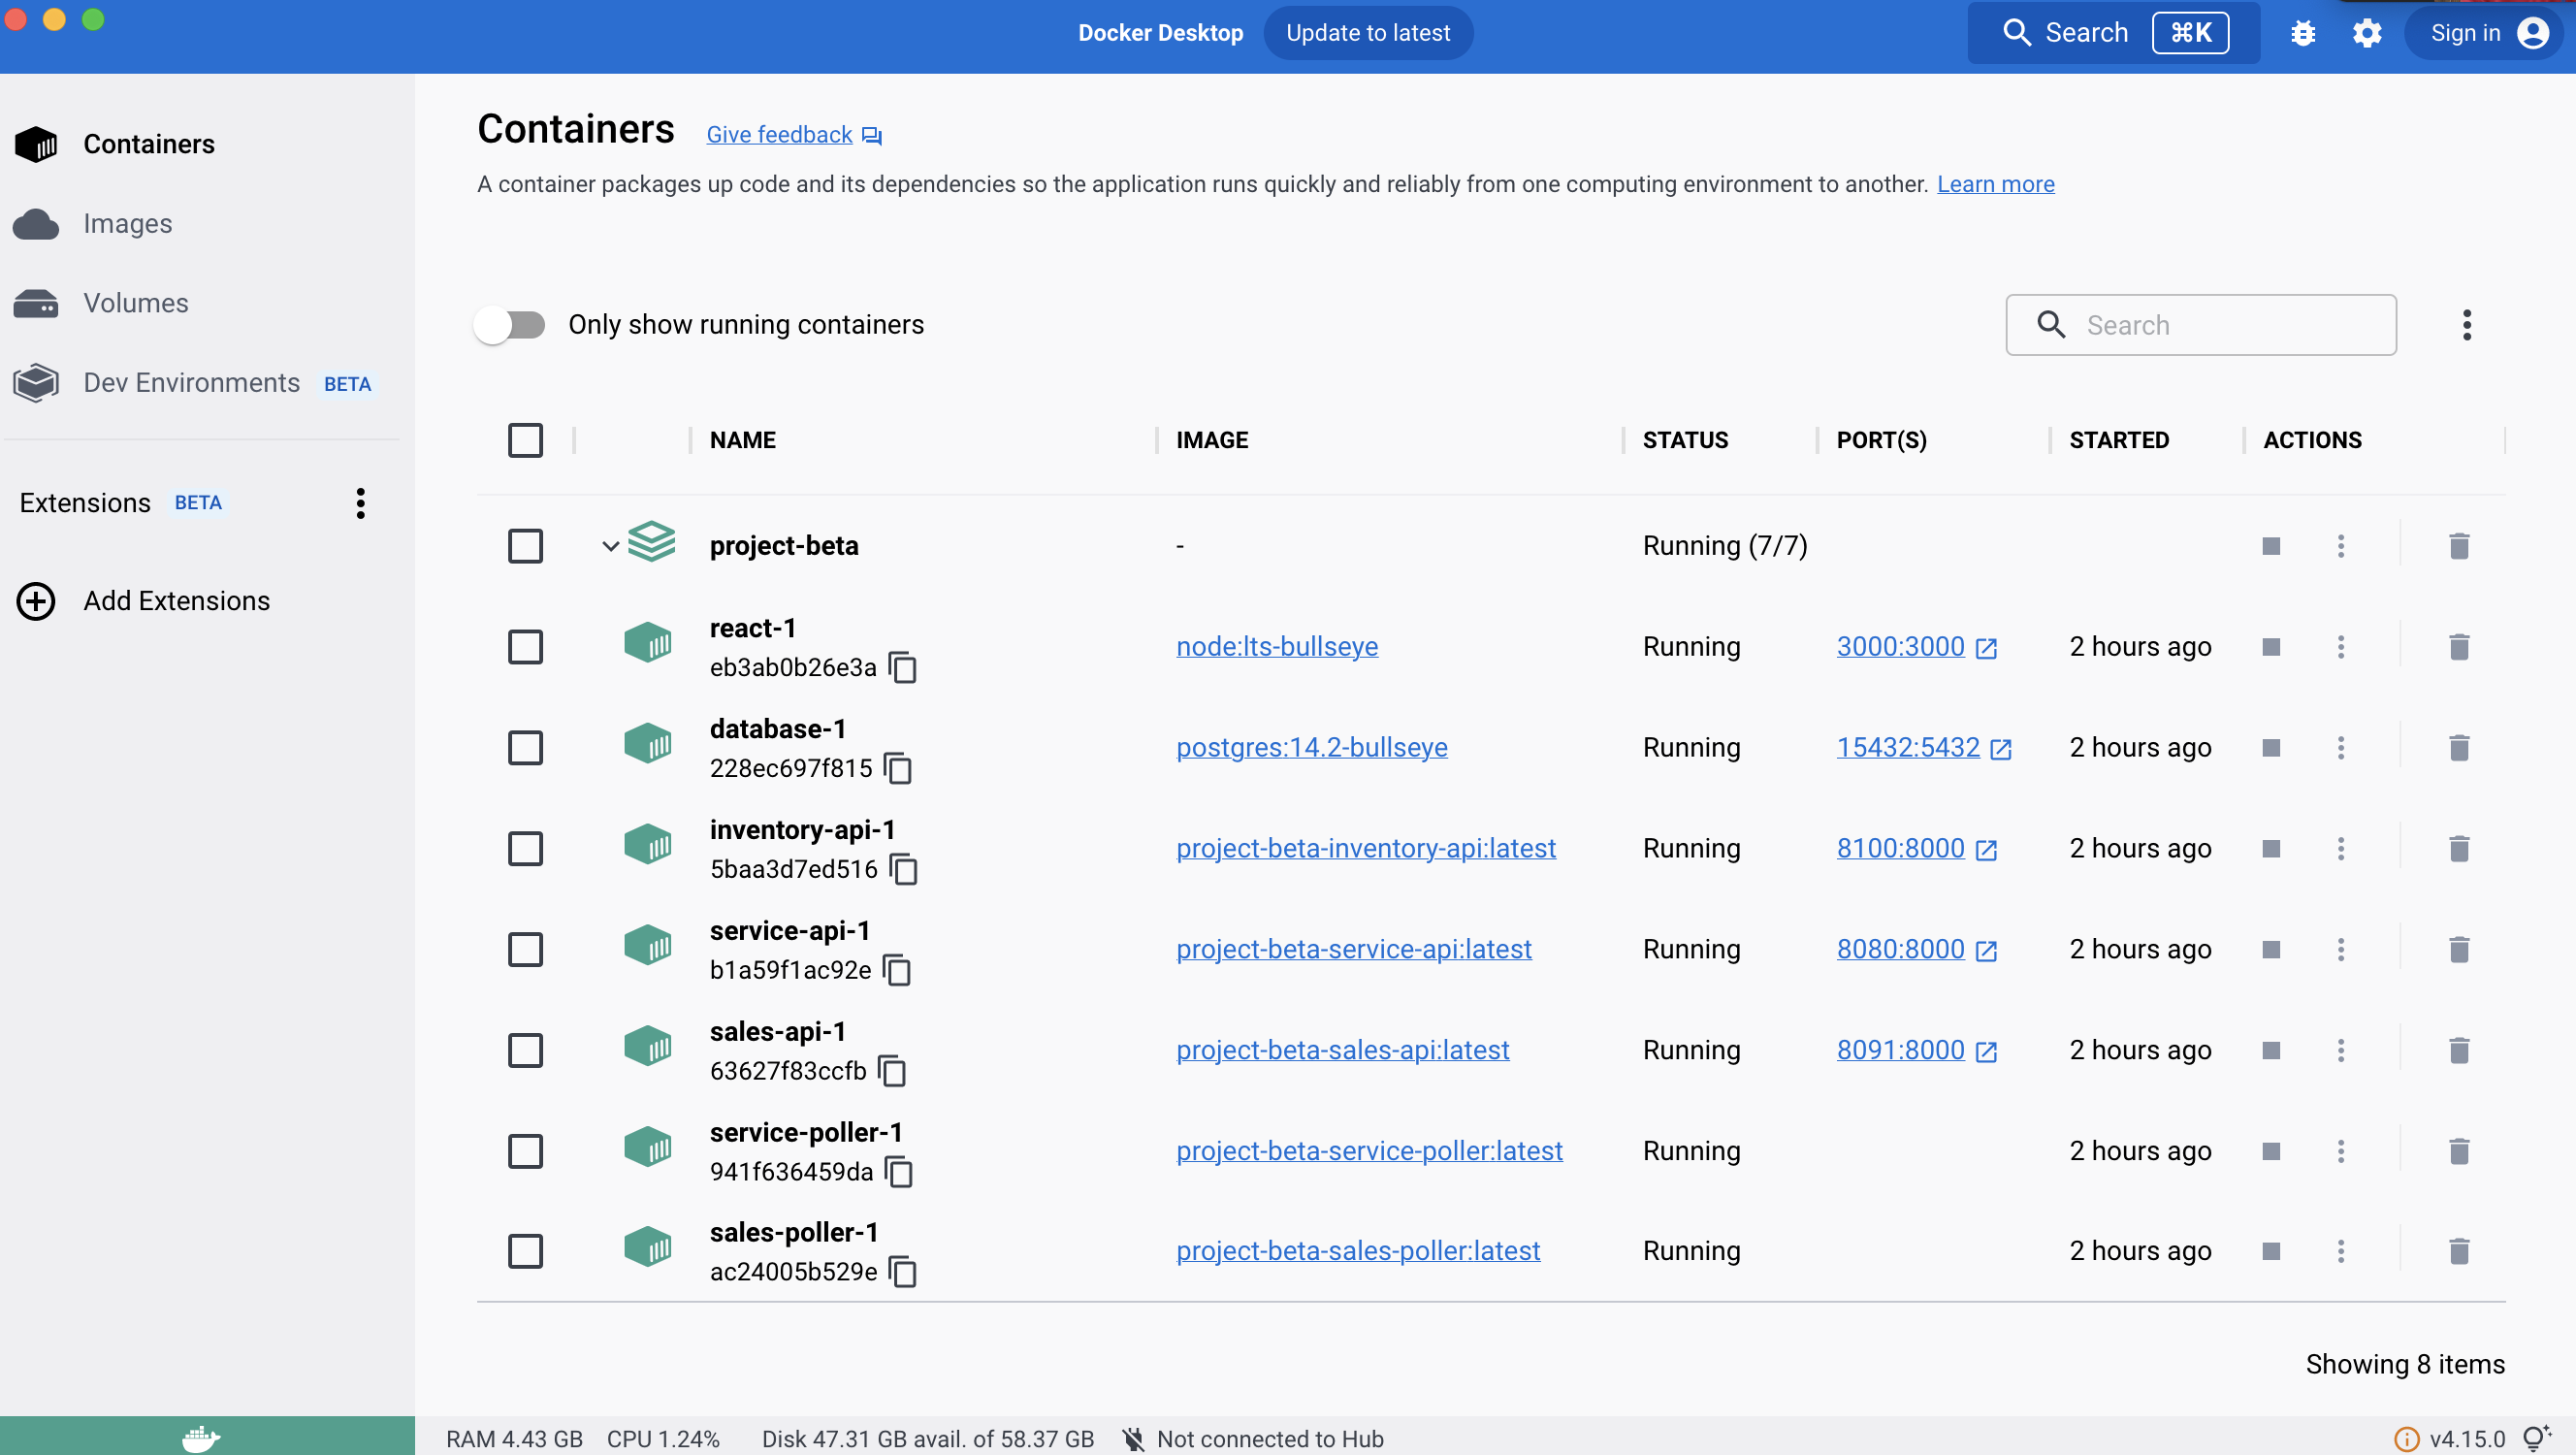 Docker Desktop Update to latest Search ⌘K Sign in
Containers
Images
Volumes
Dev Environments BETA
Extensions BETA
Add Extensions
Containers Give feedback
A container packages up code and its dependencies so the application runs quickly and reliably from one computing environment to another. Learn more
Only show running containers Search
NAME IMAGE STATUS PORT(S) STARTED ACTIONS
project-beta - Running (7/7)
react-1
eb3ab0b26e3a node:lts-bullseye Running 3000:3000 2 hours ago
database-1
228ec697f815 postgres:14.2-bullseye Running 15432:5432 2 hours ago
inventory-api-1
5baa3d7ed516 project-beta-inventory-api:latest Running 8100:8000 2 hours ago
service-api-1
b1a59f1ac92e project-beta-service-api:latest Running 8080:8000 2 hours ago
sales-api-1
63627f83ccfb project-beta-sales-api:latest Running 8091:8000 2 hours ago
service-poller-1
941f636459da project-beta-service-poller:latest Running 2 hours ago
sales-poller-1
ac24005b529e project-beta-sales-poller:latest Running 2 hours ago
Showing 8 items
RAM 4.43 GB CPU 1.24% Disk 47.31 GB avail. of 58.37 GB Not connected to Hub v4.15.0